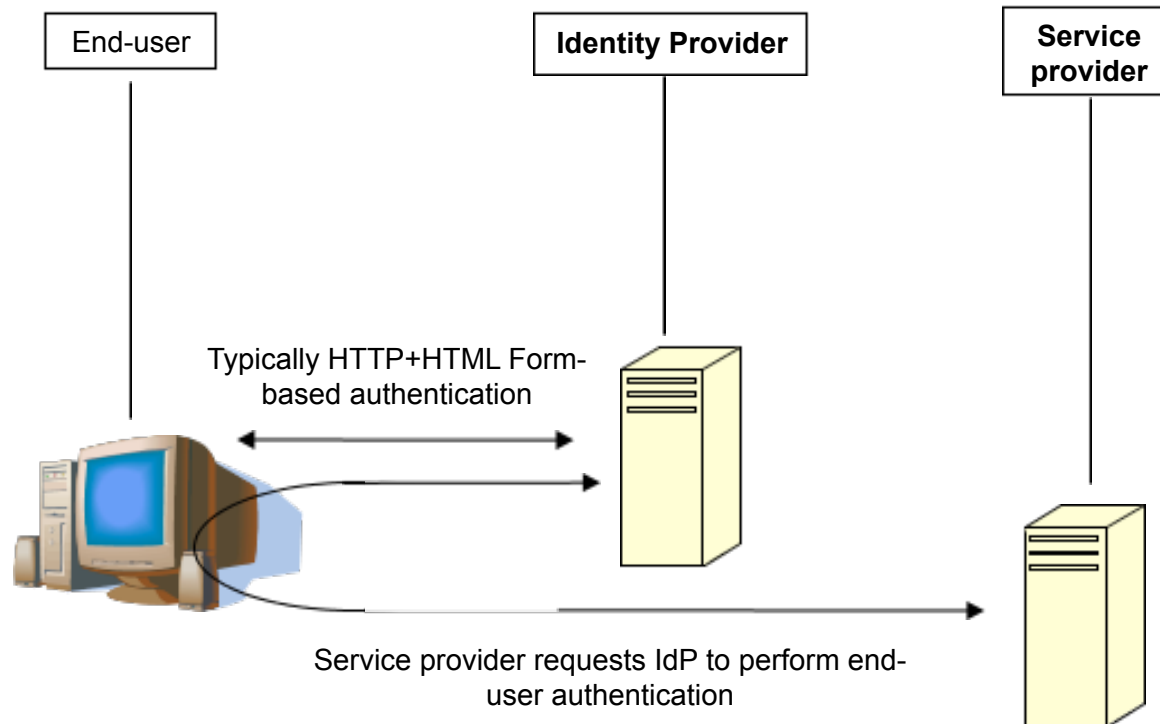 End-user
Identity Provider
Service
provider
Typically HTTP+HTML Form-
based authentication
Service provider requests IdP to perform end-
user authentication